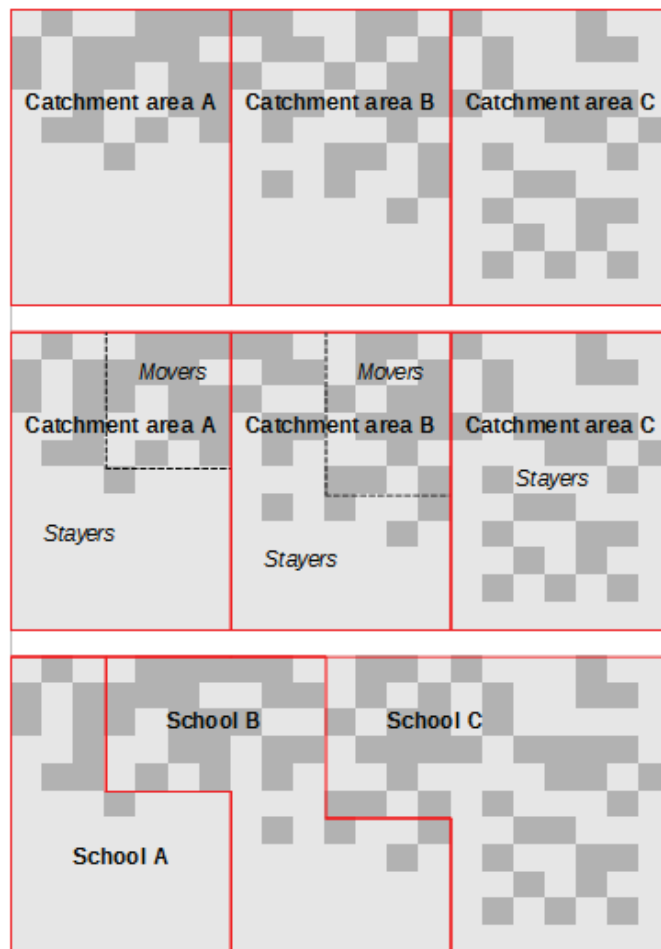 Catchment area A
Catchment area B
Catchment area C
Movers
Movers
Catchment area A
Catchment area B
Catchment area C
Stayers
Stayers
Stayers
School B
School C
School A